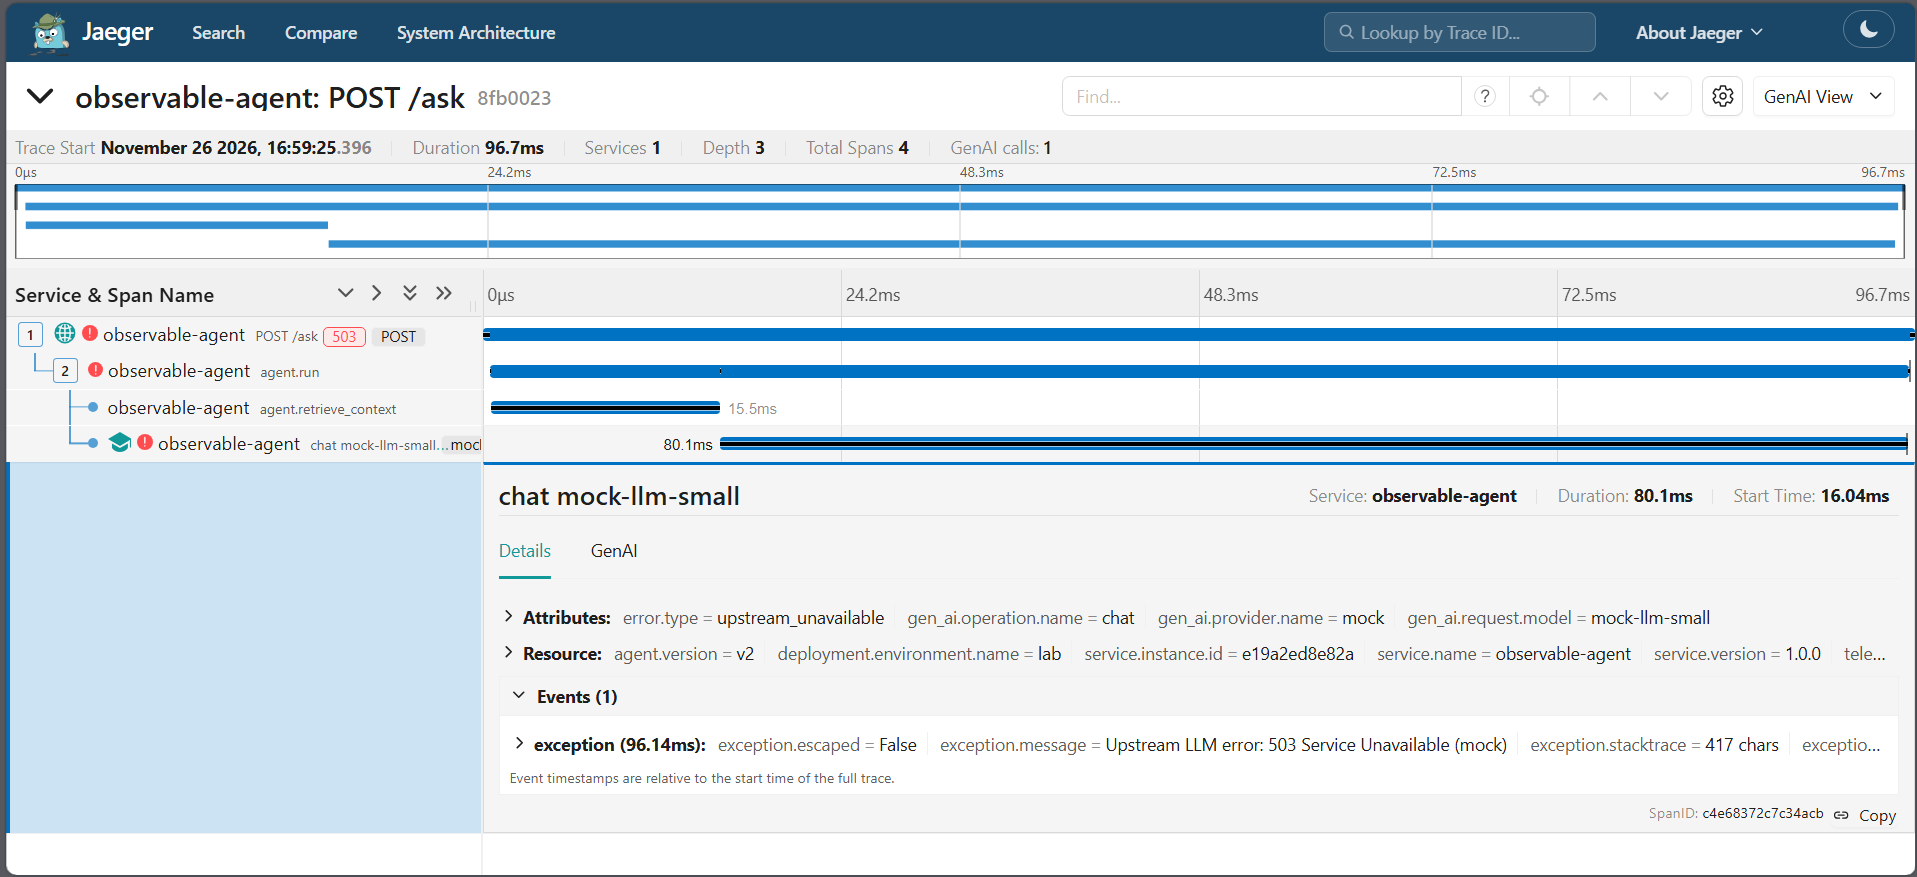 Jaeger Search Compare System Architecture Lookup by Trace ID... About Jaeger
observable-agent: POST /ask 8fb0023 Find... ? GenAI View
Trace Start November 26 2026, 16:59:25.396 Duration 96.7ms Services 1 Depth 3 Total Spans 4 GenAI calls: 1
0µs 24.2ms 48.3ms 72.5ms 96.7ms
Service & Span Name 0µs 24.2ms 48.3ms 72.5ms 96.7ms
1 observable-agent POST /ask 503 POST
2 observable-agent agent.run
observable-agent agent.retrieve_context 15.5ms
observable-agent chat mock-llm-small... mock 80.1ms
chat mock-llm-small Service: observable-agent Duration: 80.1ms Start Time: 16.04ms
Details GenAI
Attributes: error.type = upstream_unavailable gen_ai.operation.name = chat gen_ai.provider.name = mock gen_ai.request.model = mock-llm-small
Resource: agent.version = v2 deployment.environment.name = lab service.instance.id = e19a2ed8e82a service.name = observable-agent service.version = 1.0.0 tele...
Events (1)
exception (96.14ms): exception.escaped = False exception.message = Upstream LLM error: 503 Service Unavailable (mock) exception.stacktrace = 417 chars exceptio...
Event timestamps are relative to the start time of the full trace.
SpanID: c4e68372c7c34acb Copy